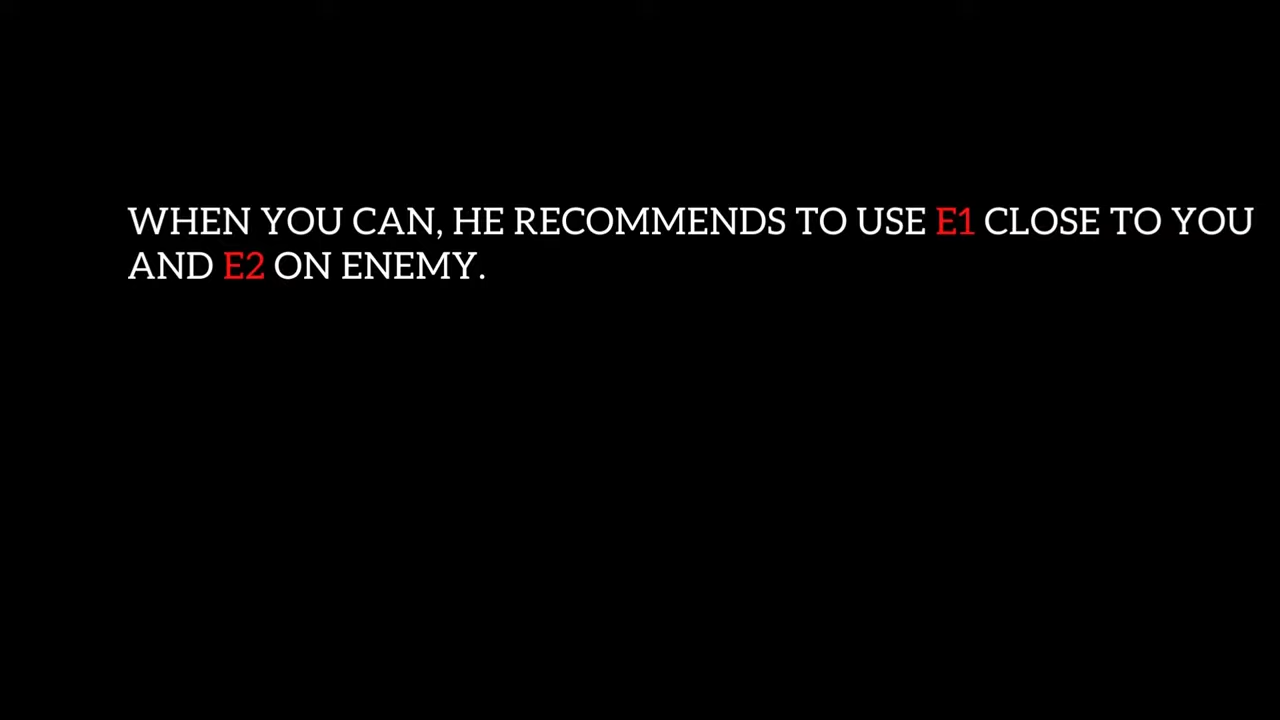 WHEN YOU CAN, HE RECOMMENDS TO USE E1 CLOSE TO YOU
AND E2 ON ENEMY.